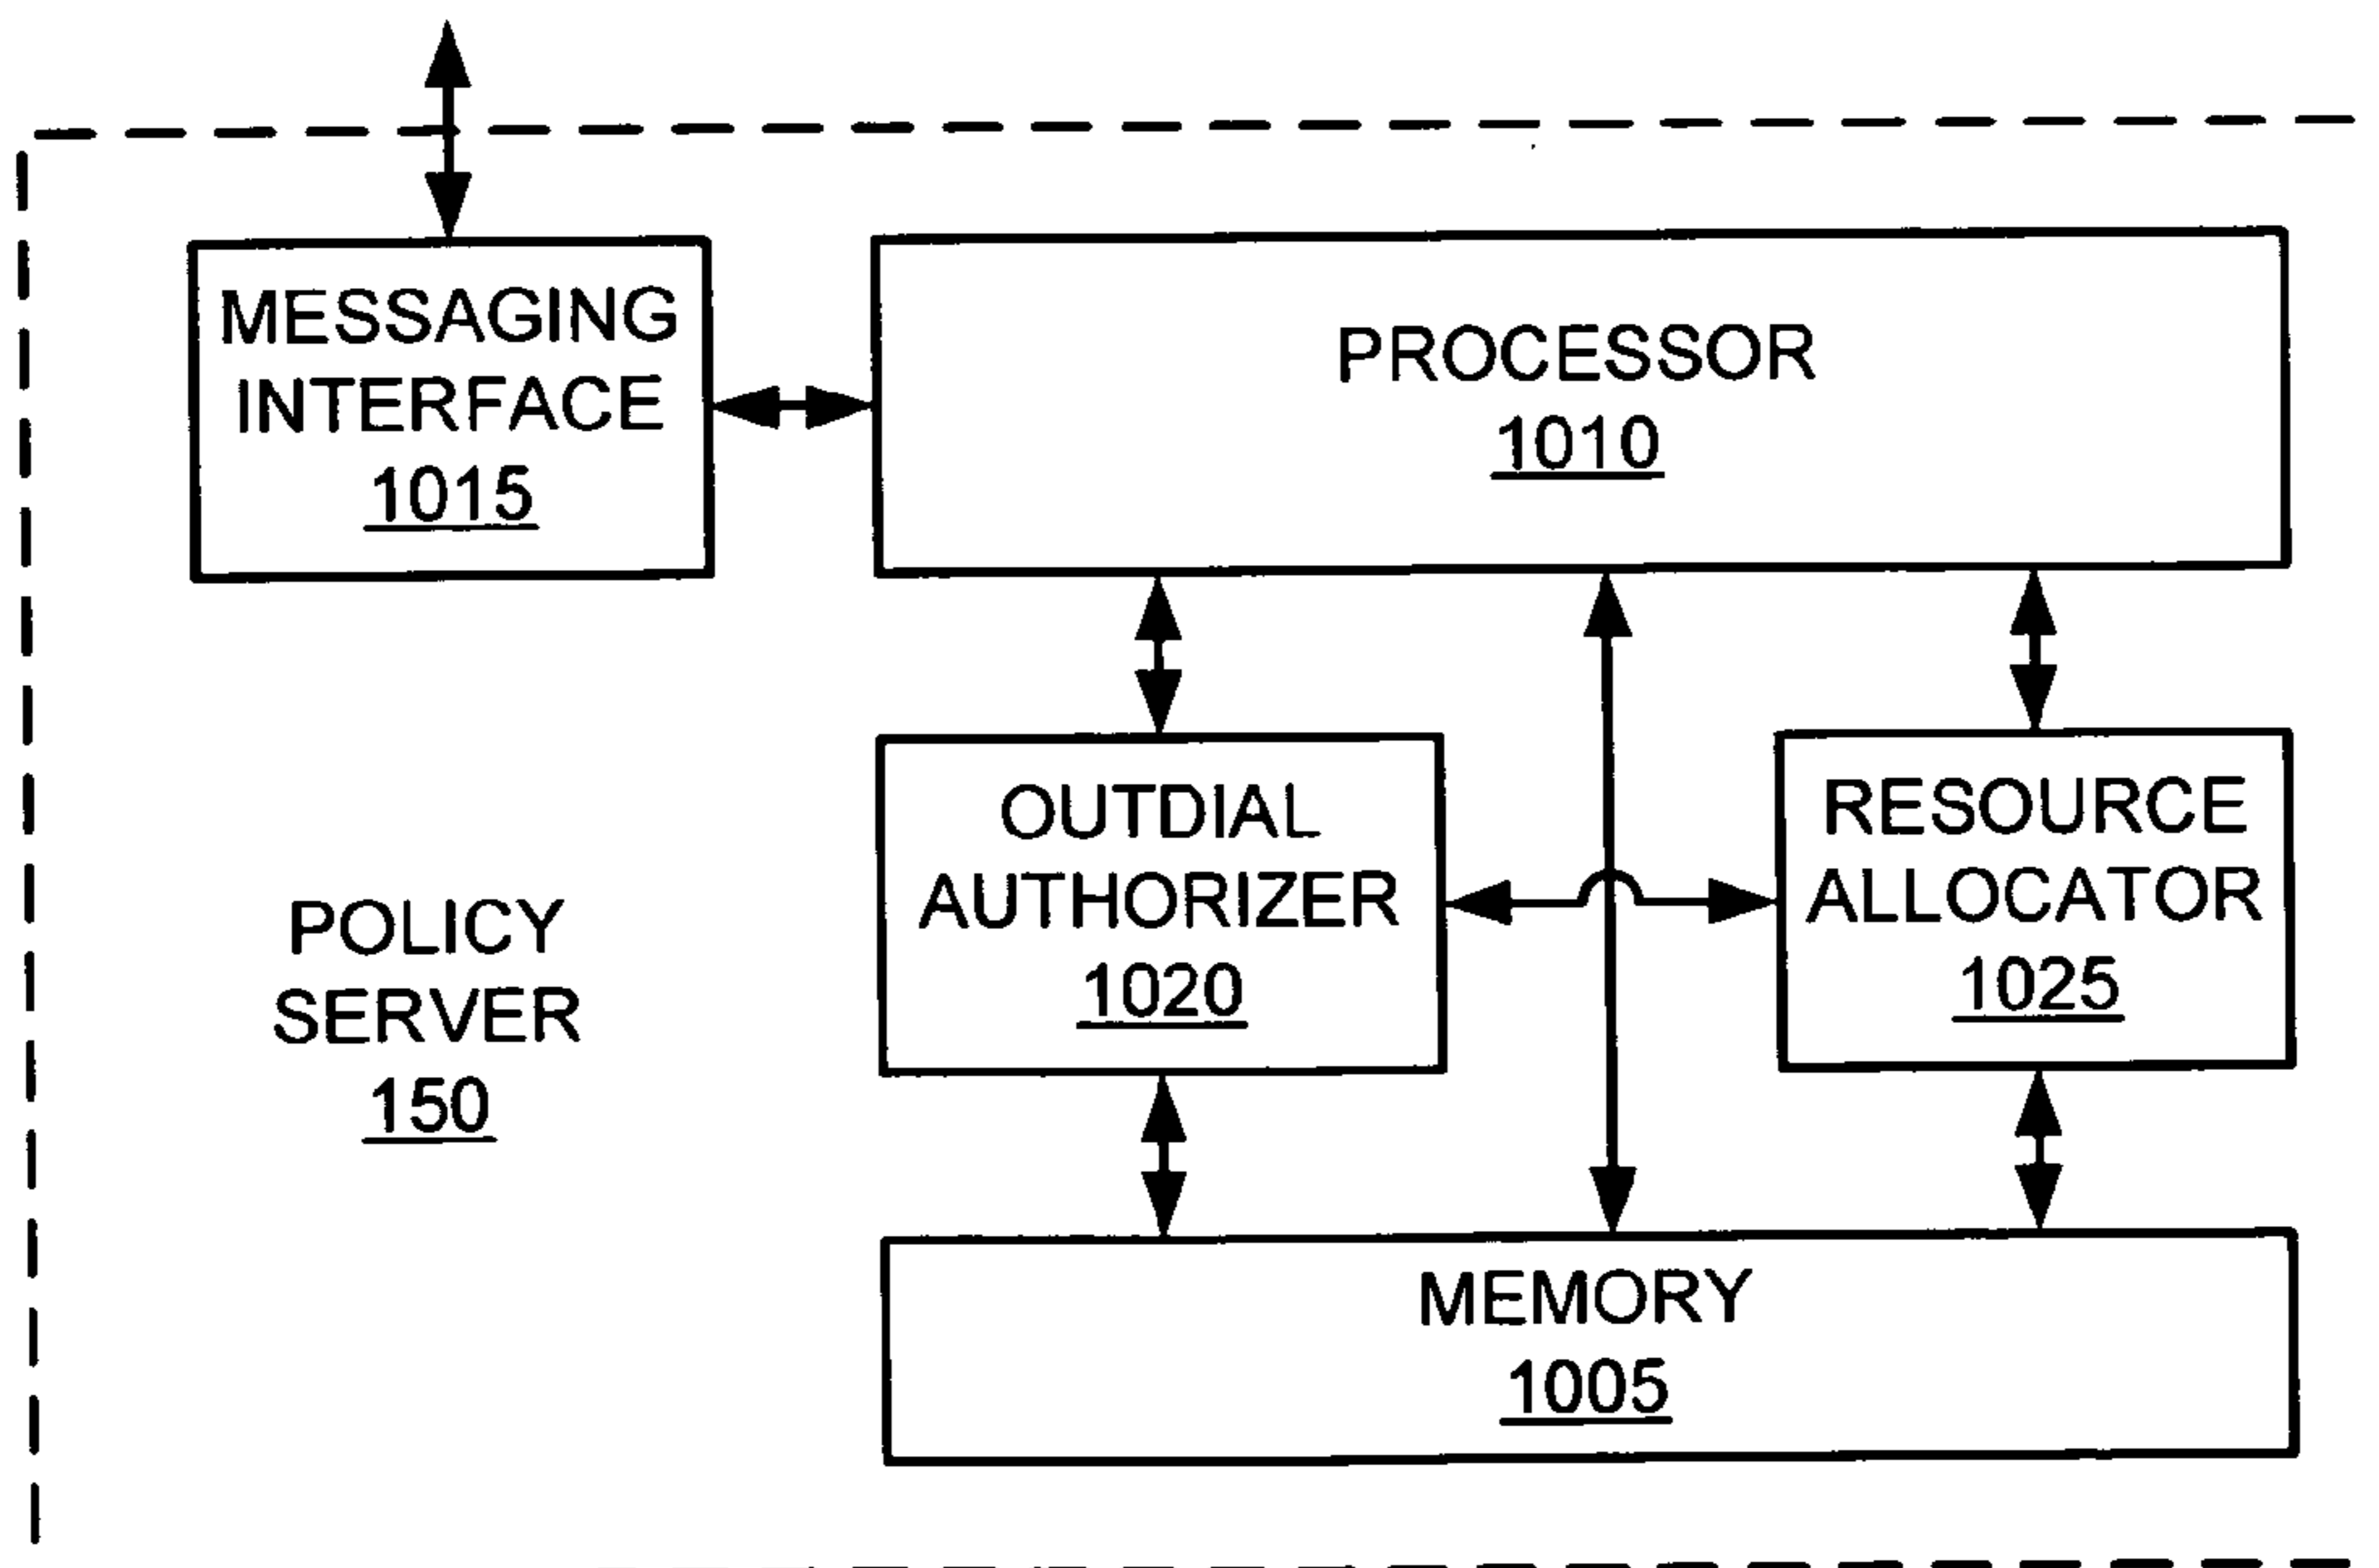 MESSAGING
INTERFACE
1015
PROCESSOR
1010
OUTDIAL
AUTHORIZER
1020
RESOURCE
ALLOCATOR
1025
POLICY
SERVER
150
MEMORY
1005